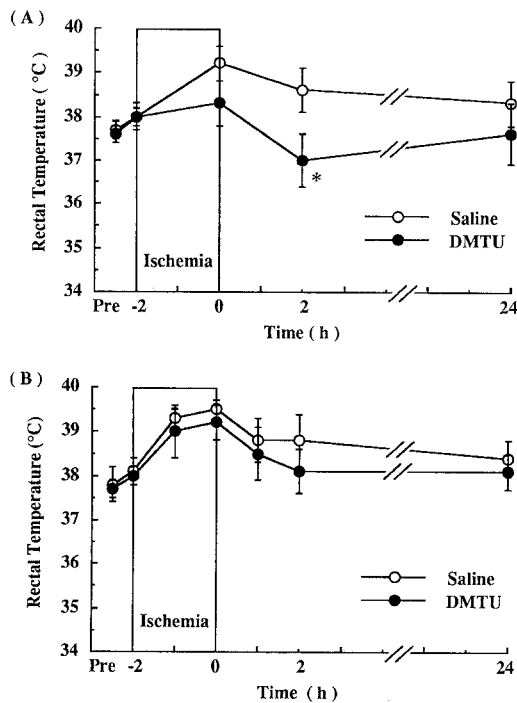 ( A )
40
39
38
37
36
35
34
Rectal Temperature ( °C )
Ischemia
*
Saline
DMTU
Pre -2 0 2 24
Time ( h )
( B )
40
39
38
37
36
35
34
Rectal Temperature (°C)
Ischemia
Saline
DMTU
Pre -2 0 2 24
Time ( h )